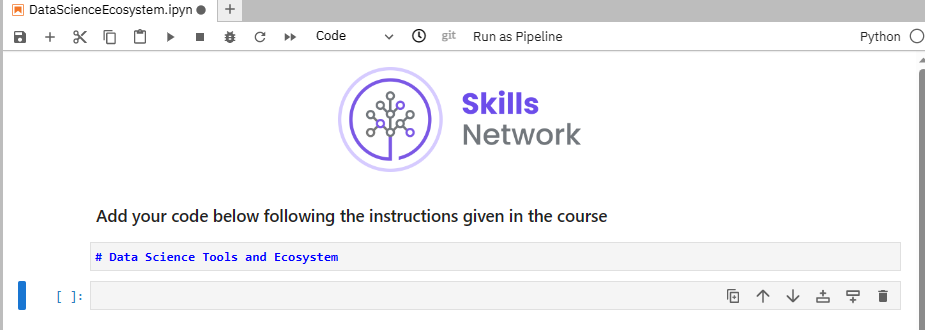 DataScienceEcosystem.ipyn
Code git Run as Pipeline Python
Skills
Network
Add your code below following the instructions given in the course
# Data Science Tools and Ecosystem
[ ]: